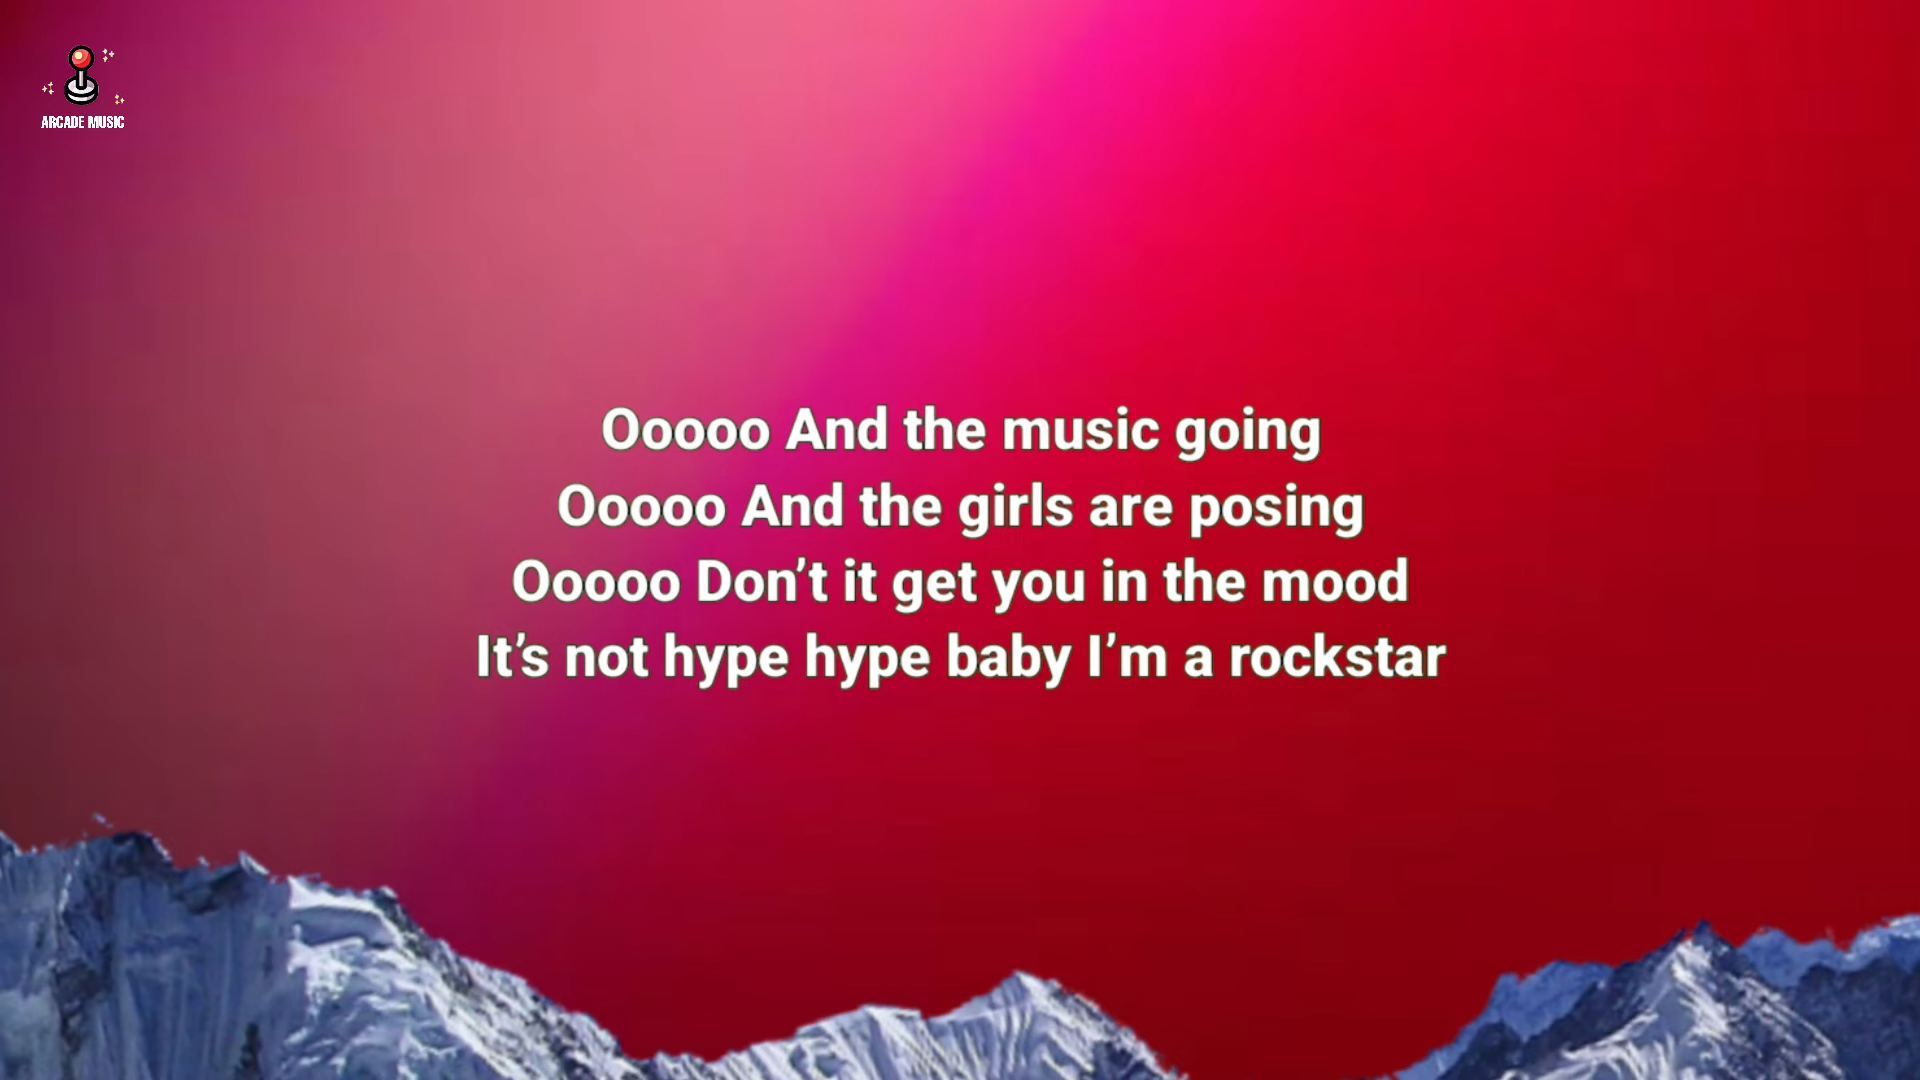 ARCADE MUSIC
Ooooo And the music going
Ooooo And the girls are posing
Ooooo Don’t it get you in the mood
It’s not hype hype baby I’m a rockstar